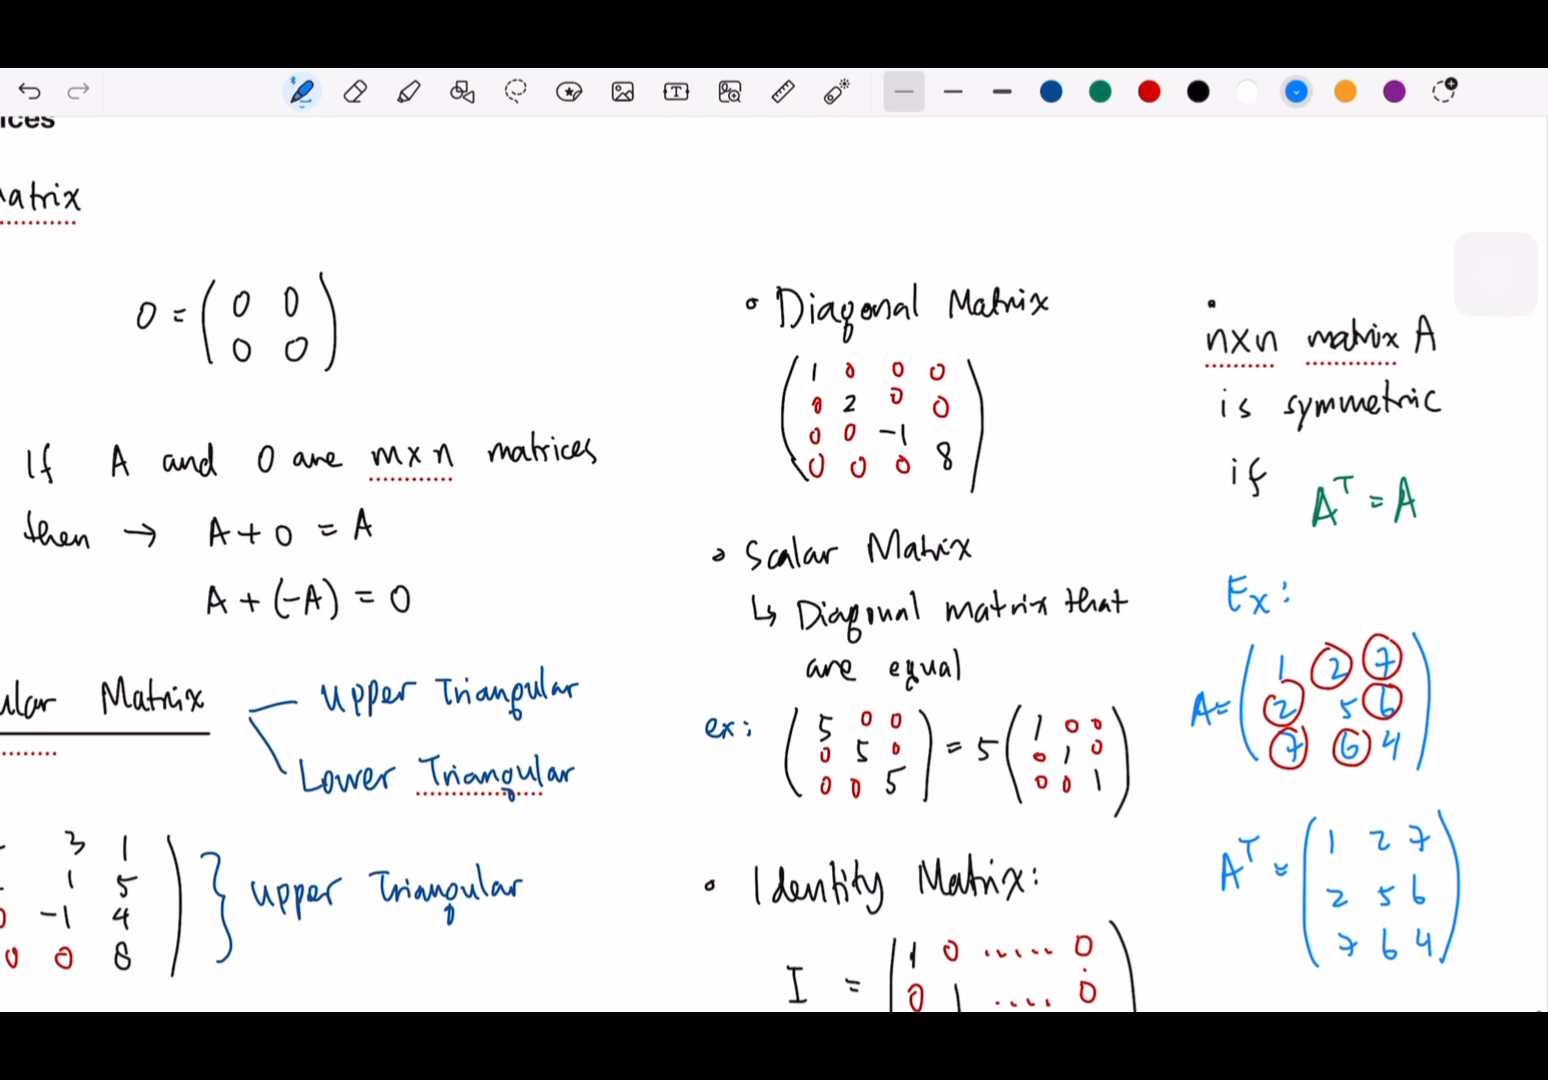 ices
atrix
0 = ( 0 0
0 0 )
If A and 0 are mxn matrices
then → A + 0 = A
A + (-A) = 0
ular Matrix
Upper Triangular
Lower Triangular
3 1
1 5
0 -1 4
0 0 8
} Upper Triangular
• Diagonal Matrix
( 1 0 0 0
0 2 0 0
0 0 -1
0 0 0 8 )
• Scalar Matrix
↳ Diagonal matrix that
are equal
ex: ( 5 0 0
0 5 0
0 0 5 ) = 5 ( 1 0 0
0 1 0
0 0 1 )
• Identity Matrix:
I = ( 1 0 ..... 0
0 1 .... 0
•
nxn matrix A
is symmetric
if
Aᵀ = A
Ex:
A = ( 1 2 7
2 5 6
7 6 4 )
Aᵀ = ( 1 2 7
2 5 6
7 6 4 )